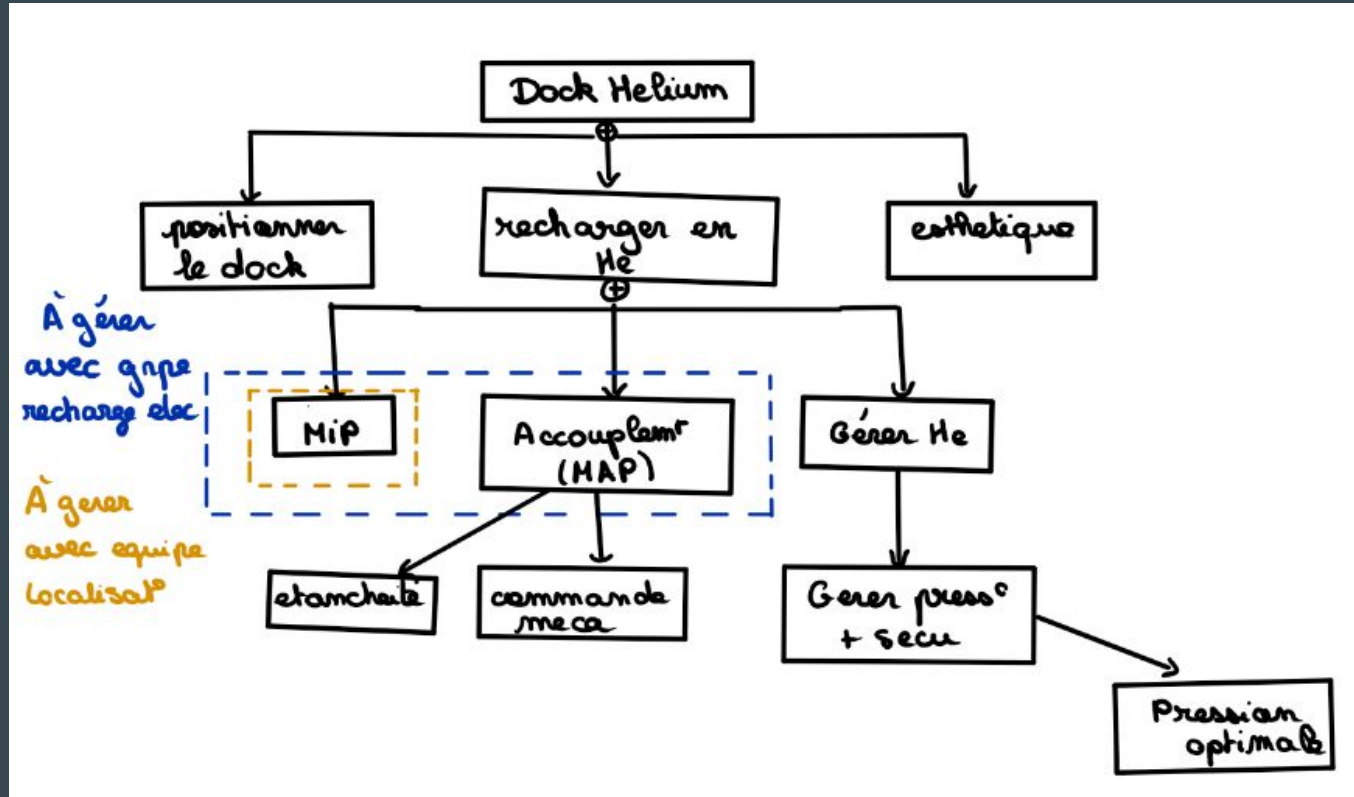 Dock Helium
positionner
le dock
recharger en
He
esthetique
À gérer
avec grpe
recharge elec
MiP
Accouplemt
(MAP)
Gérer He
À gerer
avec equipe
Localisat°
etancheité
commande
meca
Gerer press°
+ secu
Pression
optimale